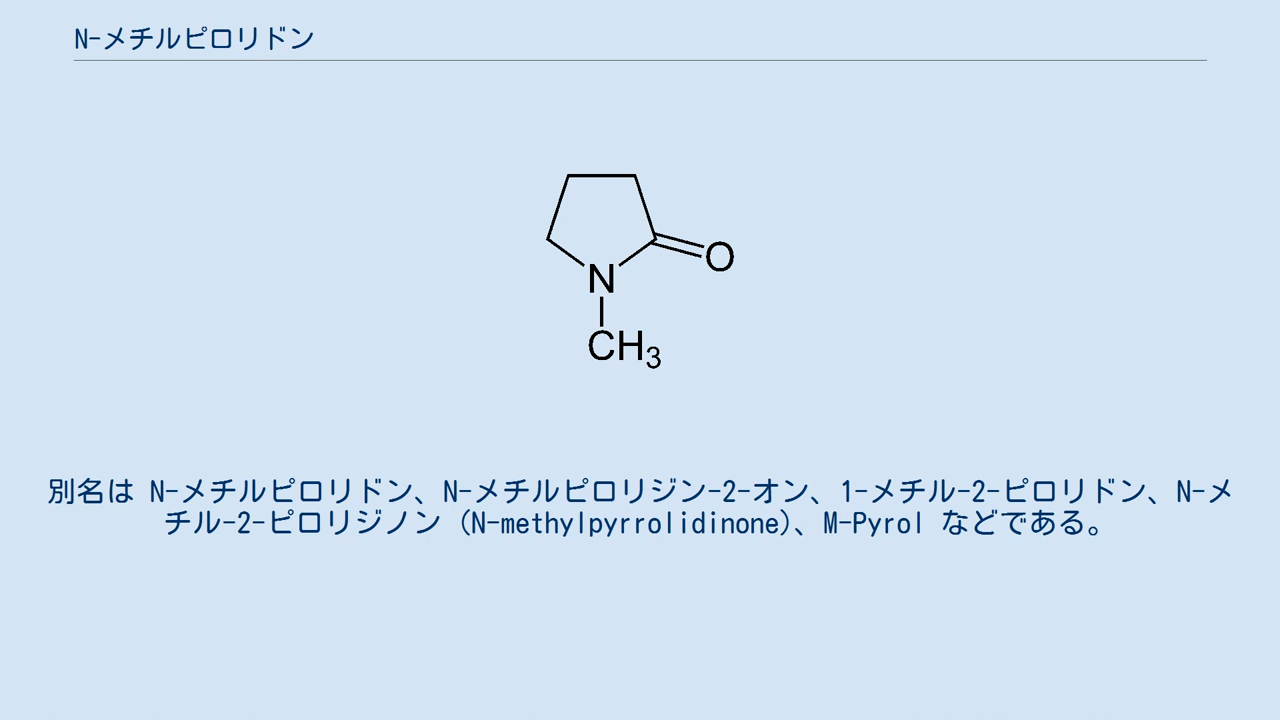 N-メチルピロリドン
O
N
CH3
別名は N-メチルピロリドン、N-メチルピロリジン-2-オン、1-メチル-2-ピロリドン、N-メ
チル-2-ピロリジノン (N-methylpyrrolidinone)、M-Pyrol などである。